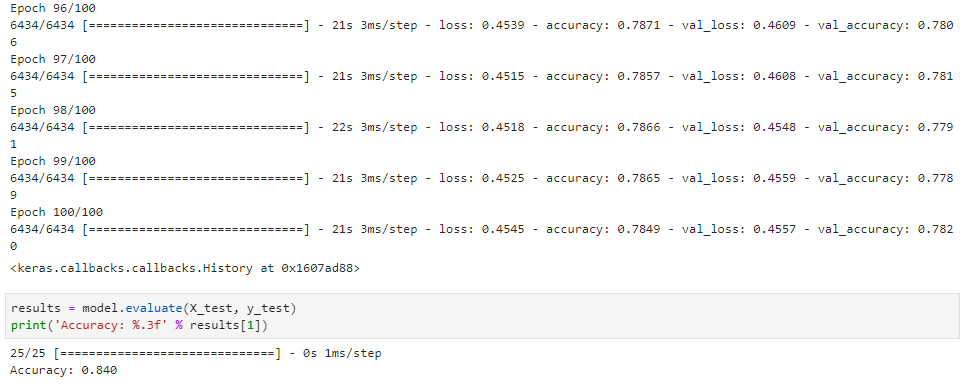 Epoch 96/100
6434/6434 [==============================] - 21s 3ms/step - loss: 0.4539 - accuracy: 0.7871 - val_loss: 0.4609 - val_accuracy: 0.780
6
Epoch 97/100
6434/6434 [==============================] - 21s 3ms/step - loss: 0.4515 - accuracy: 0.7857 - val_loss: 0.4608 - val_accuracy: 0.781
5
Epoch 98/100
6434/6434 [==============================] - 22s 3ms/step - loss: 0.4518 - accuracy: 0.7866 - val_loss: 0.4548 - val_accuracy: 0.779
1
Epoch 99/100
6434/6434 [==============================] - 21s 3ms/step - loss: 0.4525 - accuracy: 0.7865 - val_loss: 0.4559 - val_accuracy: 0.778
9
Epoch 100/100
6434/6434 [==============================] - 21s 3ms/step - loss: 0.4545 - accuracy: 0.7849 - val_loss: 0.4557 - val_accuracy: 0.782
0
<keras.callbacks.callbacks.History at 0x1607ad88>
results = model.evaluate(X_test, y_test)
print('Accuracy: %.3f' % results[1])
25/25 [==============================] - 0s 1ms/step
Accuracy: 0.840